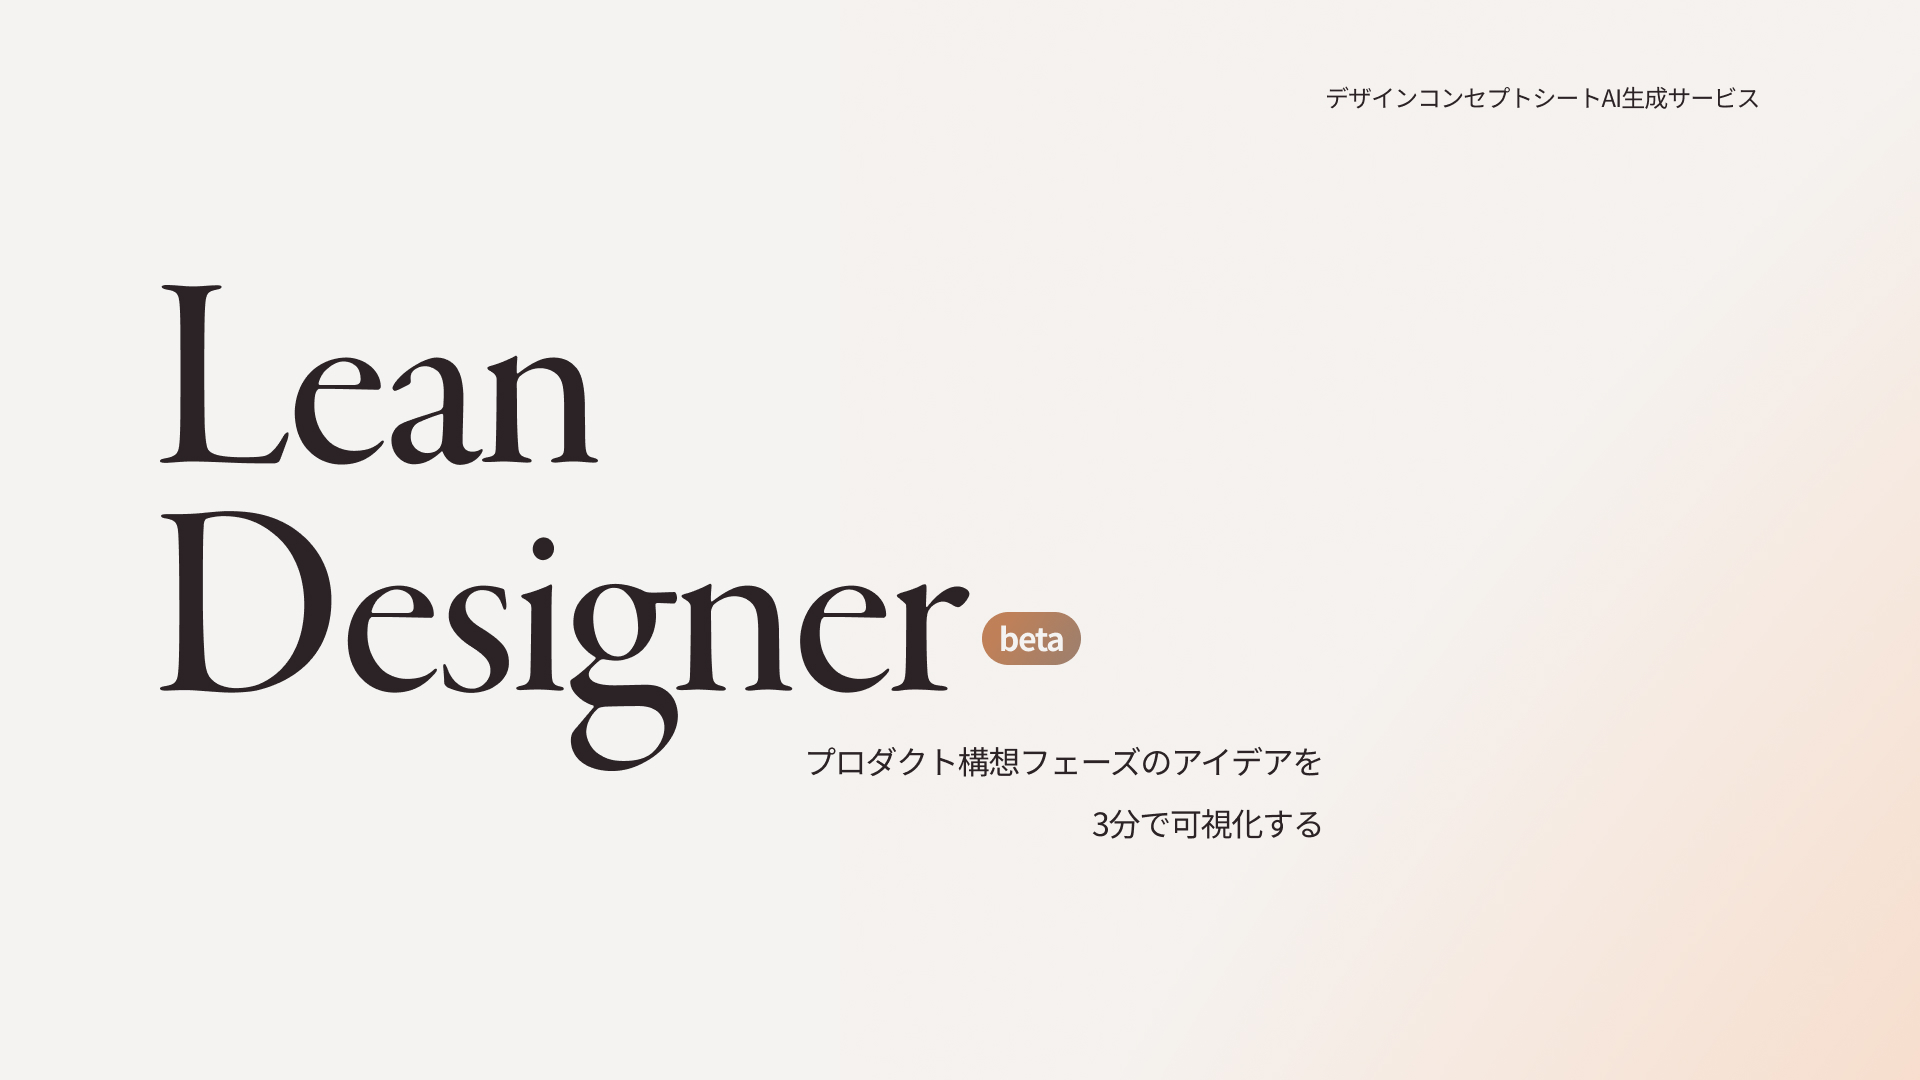 デザインコンセプトシートAI生成サービス
Lean
Designer beta
プロダクト構想フェーズのアイデアを
3分で可視化する